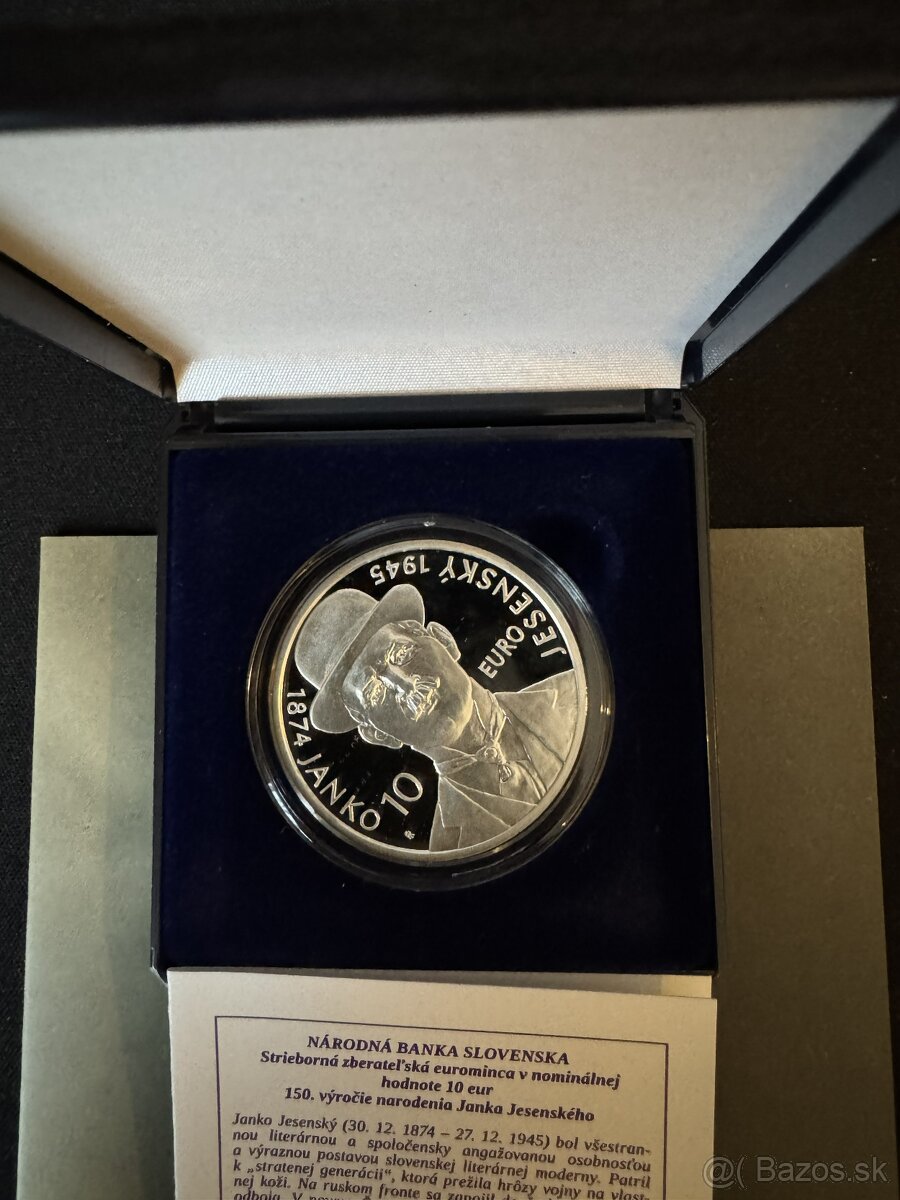 1874 JANKO
JESENSKÝ 1945
10
EURO
NÁRODNÁ BANKA SLOVENSKA
Strieborná zberateľská eurominca v nominálnej
hodnote 10 eur
150. výročie narodenia Janka Jesenského
Janko Jesenský (30. 12. 1874 – 27. 12. 1945) bol všestran-
nou literárnou a spoločensky angažovanou osobnosťou
a výraznou postavou slovenskej literárnej moderny. Patril
k „stratenej generácii“, ktorá prežila hrôzy vojny na vlast-
nej koži. Na ruskom fronte sa zapojil
odboja. V
@( Bazos.sk